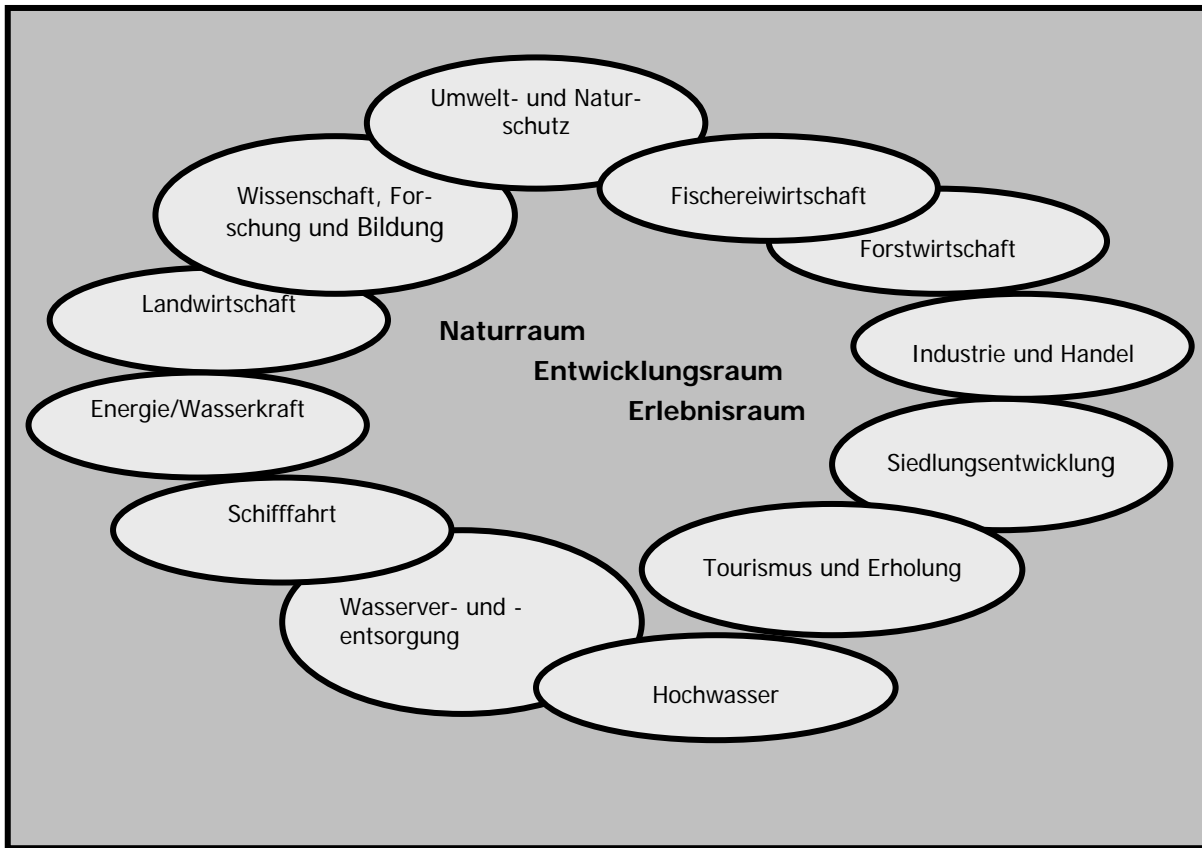 Umwelt- und Natur-
schutz
Wissenschaft, For-
schung und Bildung
Fischereiwirtschaft
Forstwirtschaft
Landwirtschaft
Naturraum
Entwicklungsraum
Erlebnisraum
Industrie und Handel
Energie/Wasserkraft
Siedlungsentwicklung
Schifffahrt
Tourismus und Erholung
Wasserver- und -
entsorgung
Hochwasser